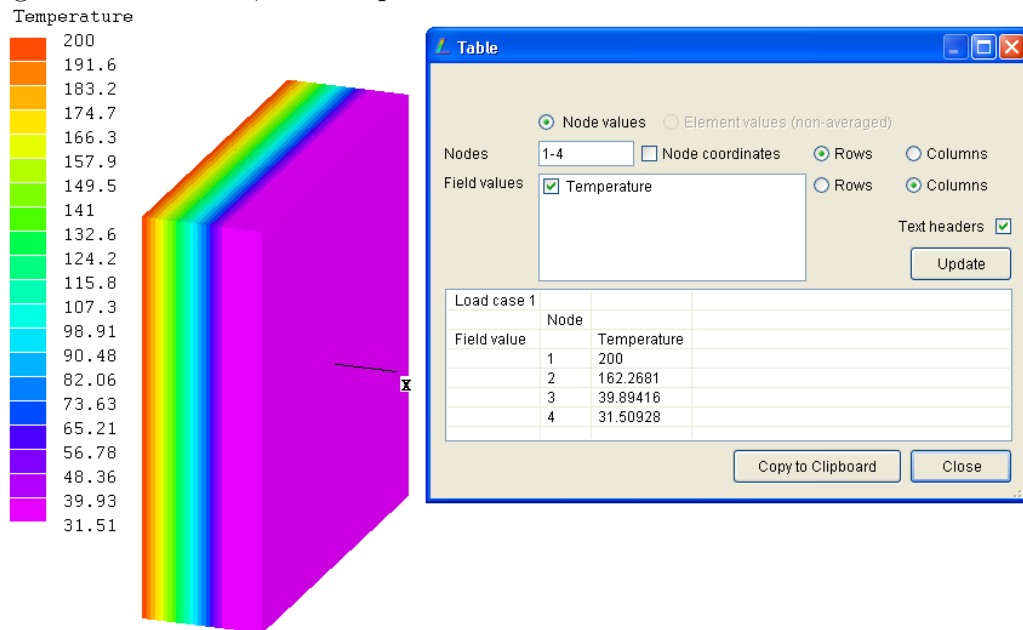 Temperature
200
191.6
183.2
174.7
166.3
157.9
149.5
141
132.6
124.2
115.8
107.3
98.91
90.48
82.06
73.63
65.21
56.78
48.36
39.93
31.51
X
Table
Node values Element values (non-averaged)
Nodes 1-4 Node coordinates Rows Columns
Field values Temperature Rows Columns
Text headers
Update
Load case 1
Node
Field value Temperature
1 200
2 162.2681
3 39.89416
4 31.50928
Copy to Clipboard Close